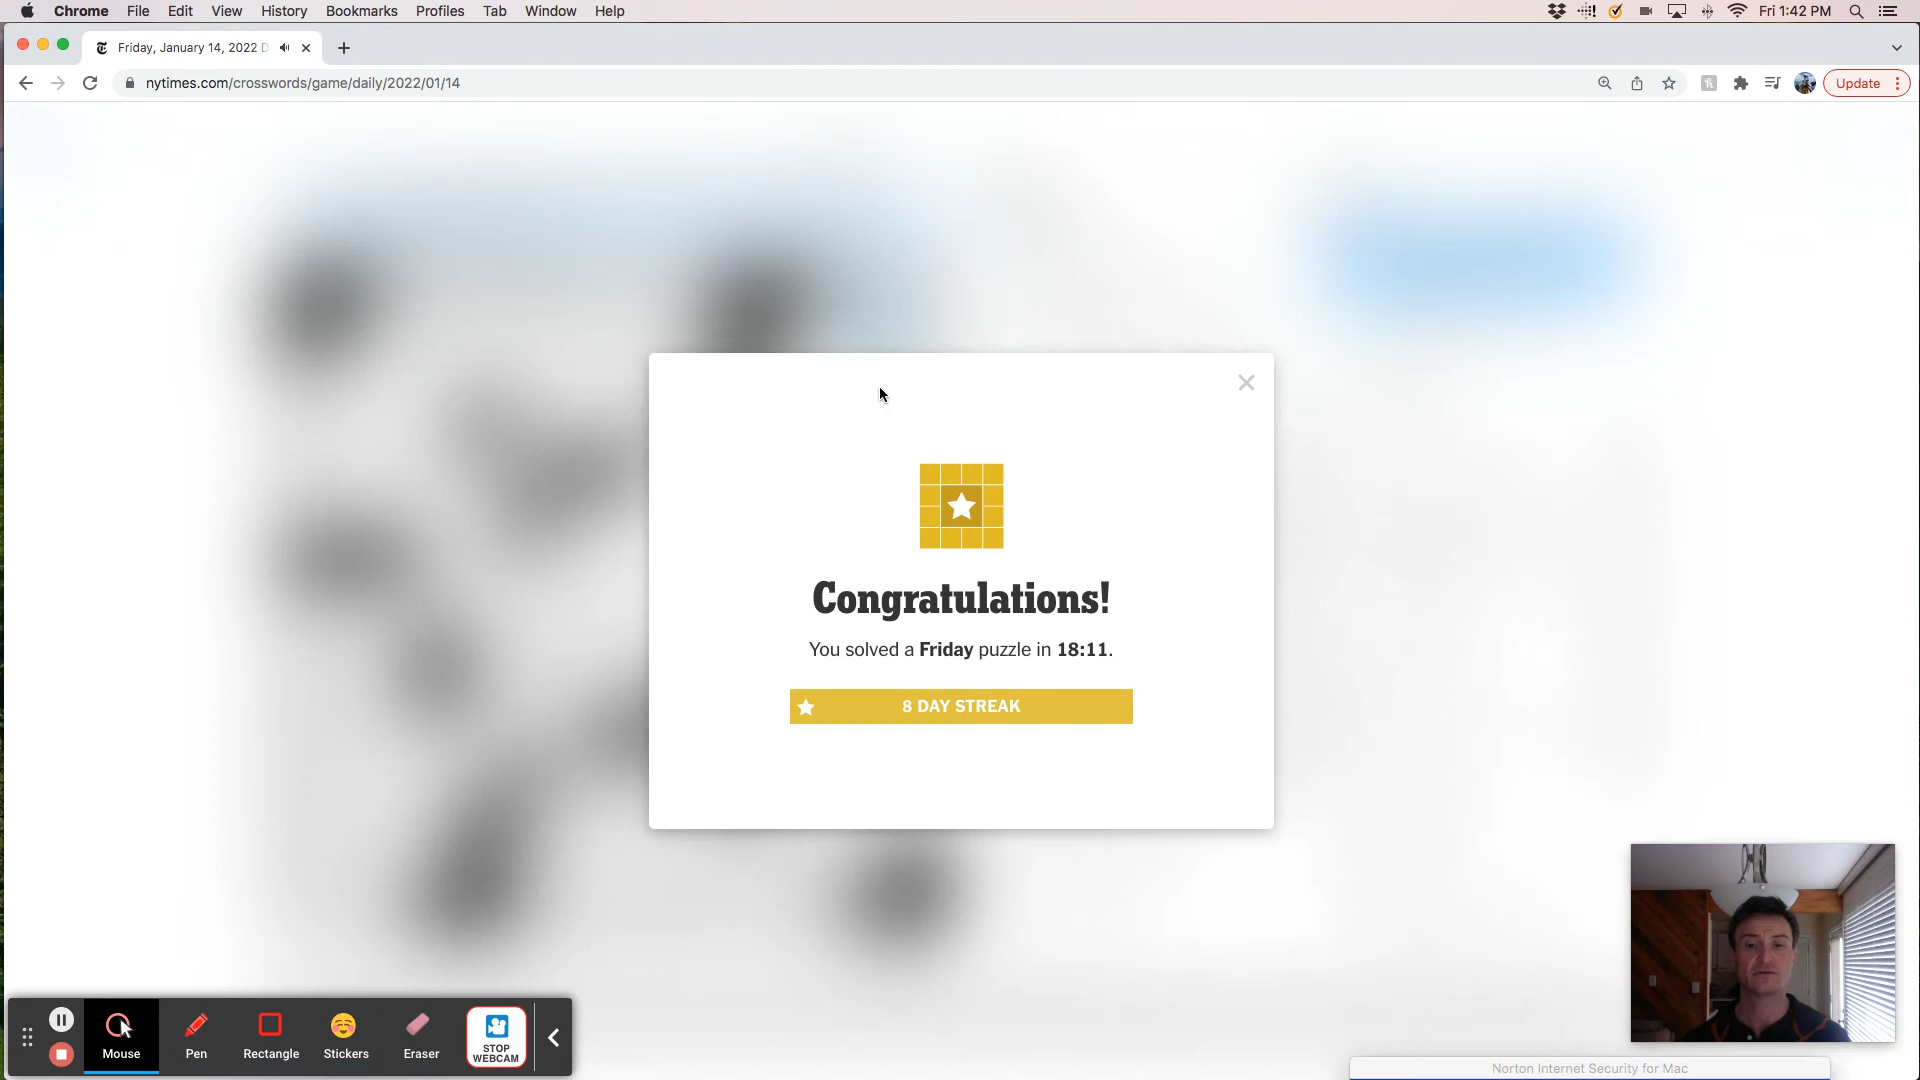 Chrome File Edit View History Bookmarks Profiles Tab Window Help Fri 1:42 PM
Friday, January 14, 2022 D
nytimes.com/crosswords/game/daily/2022/01/14 Update
Congratulations!
You solved a Friday puzzle in 18:11.
8 DAY STREAK
Mouse Pen Rectangle Stickers Eraser STOP
WEBCAM
Norton Internet Security for Mac